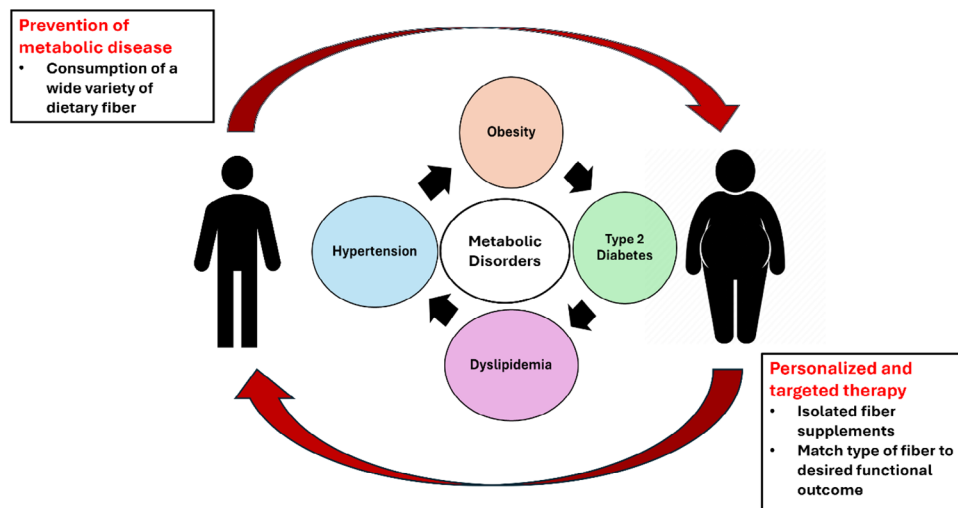 Prevention of
metabolic disease
• Consumption of a
wide variety of
dietary fiber
Obesity
Hypertension
Metabolic
Disorders
Type 2
Diabetes
Dyslipidemia
Personalized and
targeted therapy
• Isolated fiber
supplements
• Match type of fiber to
desired functional
outcome